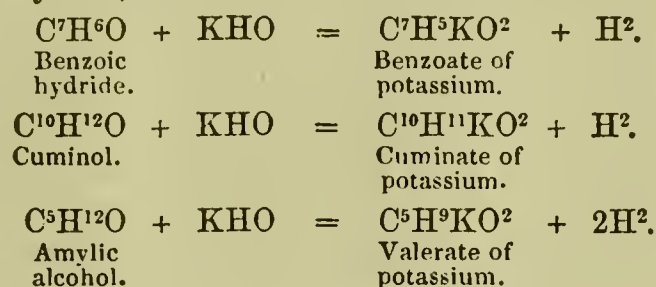 C⁷H⁶O + KHO = C⁷H⁵KO² + H².
Benzoic Benzoate of
hydride. potassium.
C¹⁰H¹²O + KHO = C¹⁰H¹¹KO² + H².
Cuminol. Cuminate of
potassium.
C⁵H¹²O + KHO = C⁵H⁹KO² + 2H².
Amylic Valerate of
alcohol. potassium.